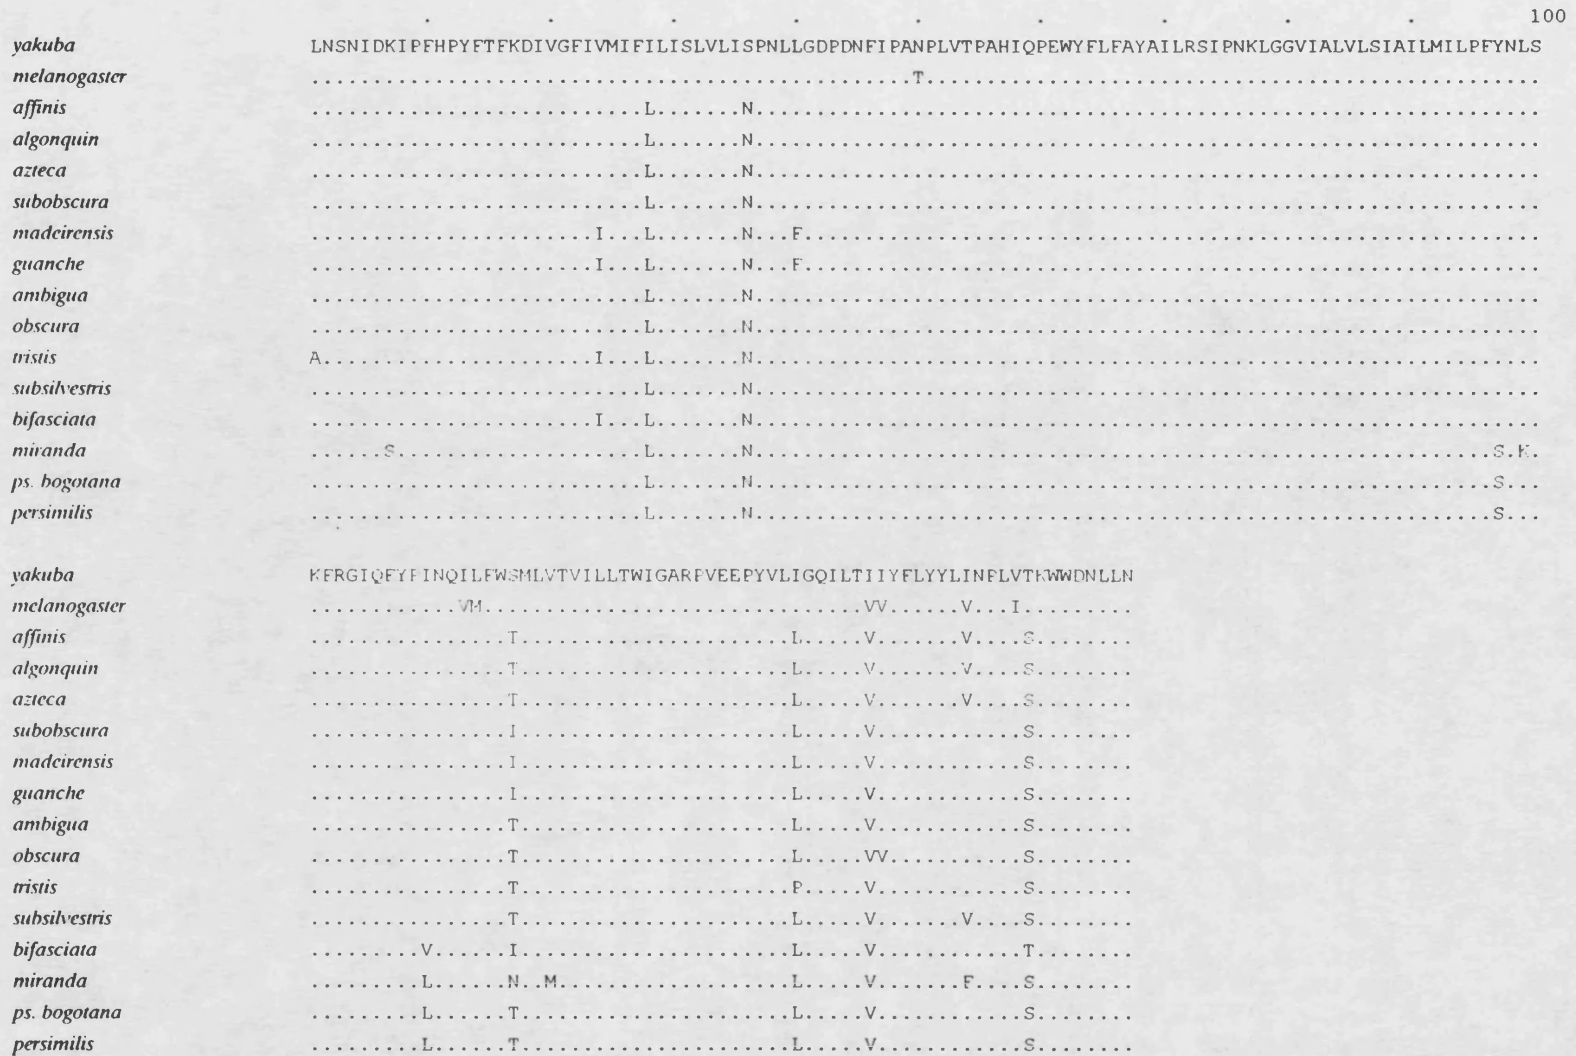 . . . . . . . . . 100
yakuba LNSNIDKIPFHPYFTFKDIVGFIVMIFILISLVLISPNLLGDPDNFIPANPLVTPAHIQPEWYFLFAYAILRSIPNKLGGVIALVLSIAILMILPFYNLS
melanogaster .................................................T..................................................
affinis ...........................L.......N................................................................
algonquin ...........................L.......N................................................................
azteca ...........................L.......N................................................................
subobscura ...........................L.......N................................................................
madeirensis .......................I...L.......N...F............................................................
guanche .......................I...L.......N...F............................................................
ambigua ...........................L.......N................................................................
obscura ...........................L.......N................................................................
tristis A......................I...L.......N................................................................
subsilvestris ...........................L.......N................................................................
bifasciata .......................I...L.......N................................................................
miranda ......S....................L.......N............................................................S.K.
ps. bogotana ...........................L.......N............................................................S...
persimilis ...........................L.......N............................................................S...
yakuba KFRGIQFYPINQILFWSMLVTVILLTWIGARPVEEPYVLIGQILTIIYFLYYLINPLVTKWWDNLLN
melanogaster ............VM...............................VV......V...I.........
affinis ................T......................L.....V.......V....S........
algonquin ................T......................L.....V.......V....S........
azteca ................T......................L.....V.......V....S........
subobscura ................I......................L.....V............S........
madeirensis ................I......................L.....V............S........
guanche ................I......................L.....V............S........
ambigua ................T......................L.....V............S........
obscura ................T......................L.....VV...........S........
tristis ................T......................P.....V............S........
subsilvestris ................T......................L.....V.......V....S........
bifasciata .........V......I......................L.....V............T........
miranda .........L......N..M...................L.....V.......F....S........
ps. bogotana .........L......T......................L.....V............S........
persimilis .........L......T......................L.....V............S........